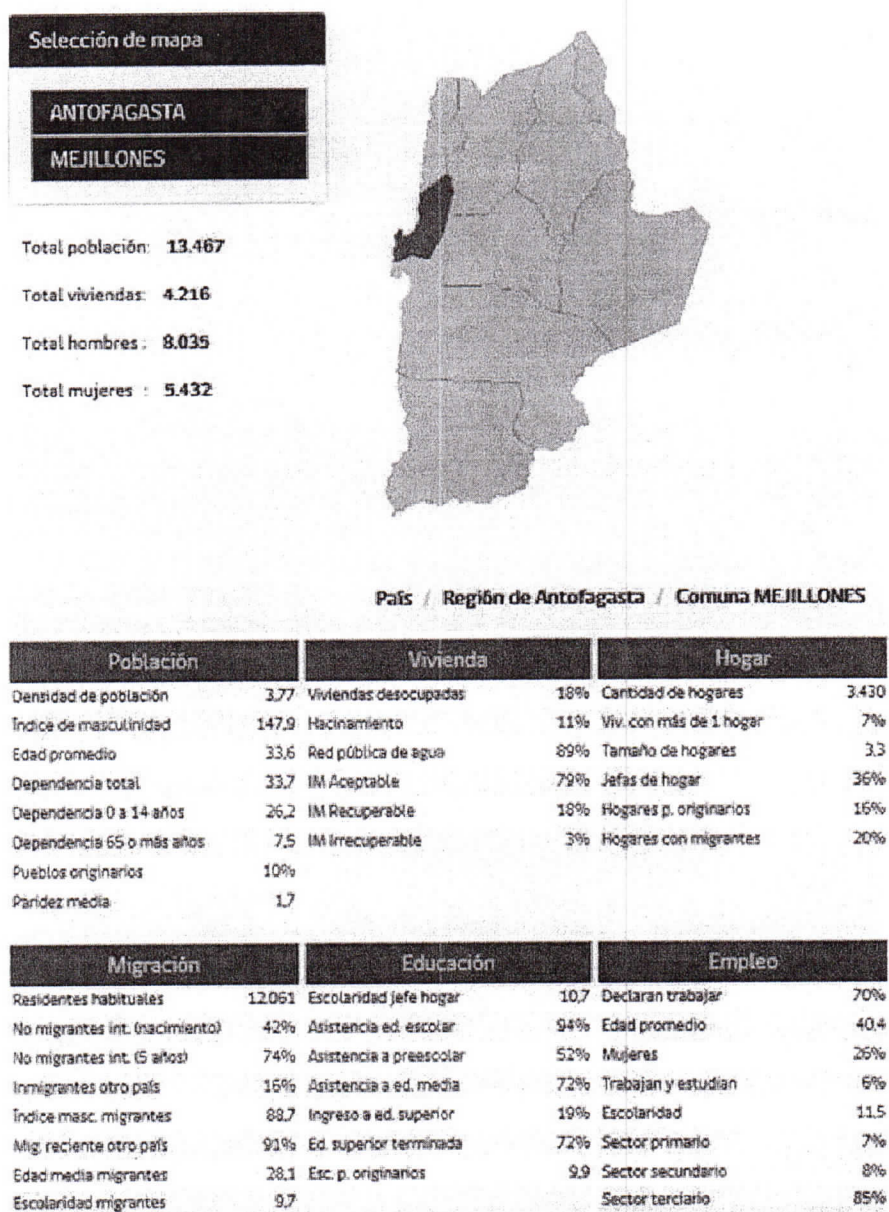 Selección de mapa
ANTOFAGASTA
MEJILLONES
Total población: 13.467
Total viviendas: 4.216
Total hombres : 8.035
Total mujeres : 5.432
País / Región de Antofagasta / Comuna MEJILLONES
Población
Densidad de población 3,77
Índice de masculinidad 147,9
Edad promedio 33,6
Dependencia total 33,7
Dependencia 0 a 14 años 26,2
Dependencia 65 o más años 7,5
Pueblos originarios 10%
Paridez media 1,7
Vivienda
Viviendas desocupadas 18%
Hacinamiento 11%
Red pública de agua 89%
IM Aceptable 79%
IM Recuperable 18%
IM Irrecuperable 3%
Hogar
Cantidad de hogares 3.430
Viv. con más de 1 hogar 7%
Tamaño de hogares 3,3
Jefas de hogar 36%
Hogares p. originarios 16%
Hogares con migrantes 20%
Migración
Residentes habituales 12.061
No migrantes int. (nacimiento) 42%
No migrantes int. (5 años) 74%
Inmigrantes otro país 16%
Índice masc. migrantes 88,7
Mig. reciente otro país 91%
Edad media migrantes 28,1
Escolaridad migrantes 9,7
Educación
Escolaridad jefe hogar 10,7
Asistencia ed. escolar 94%
Asistencia a preescolar 52%
Asistencia a ed. media 72%
Ingreso a ed. superior 19%
Ed. superior terminada 72%
Esc. p. originarios 9,9
Empleo
Declaran trabajar 70%
Edad promedio 40,4
Mujeres 26%
Trabajan y estudian 6%
Escolaridad 11,5
Sector primario 7%
Sector secundario 8%
Sector terciario 85%